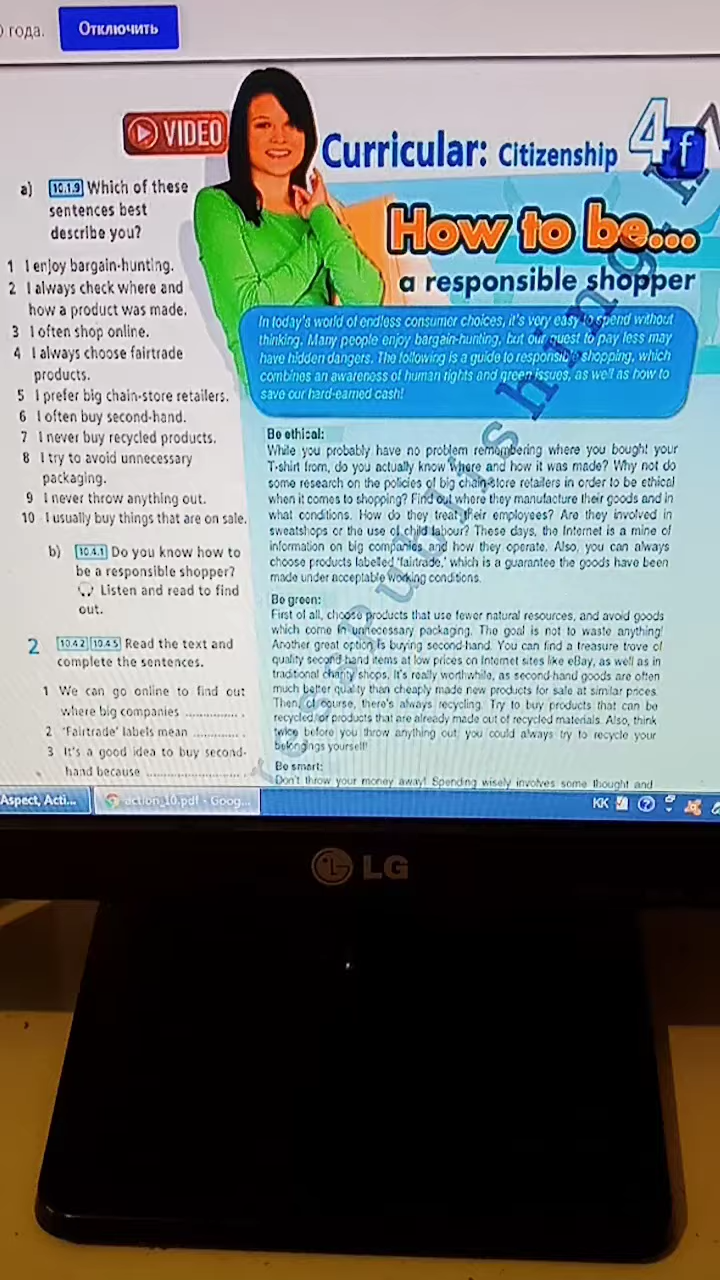 года.
Отключить
VIDEO
Curricular: Citizenship
4f
How to be...
a responsible shopper
a) 10.1.9 Which of these
sentences best
describe you?
1 I enjoy bargain-hunting.
2 I always check where and
how a product was made.
3 I often shop online.
4 I always choose fairtrade
products.
5 I prefer big chain-store retailers.
6 I often buy second-hand.
7 I never buy recycled products.
8 I try to avoid unnecessary
packaging.
9 I never throw anything out.
10 I usually buy things that are on sale.
b) 10.4.1 Do you know how to
be a responsible shopper?
Listen and read to find
out.
2 10.4.2 10.4.5 Read the text and
complete the sentences.
1 We can go online to find out
where big companies ............... .
2 'Fairtrade' labels mean ............. .
3 It's a good idea to buy second-
hand because ........................
In today's world of endless consumer choices, it's very easy to spend without
thinking. Many people enjoy bargain-hunting, but our quest to pay less may
have hidden dangers. The following is a guide to responsible shopping, which
combines an awareness of human rights and green issues, as well as how to
save our hard-earned cash!
Be ethical:
While you probably have no problem remembering where you bought your
T-shirt from, do you actually know where and how it was made? Why not do
some research on the policies of big chain-store retailers in order to be ethical
when it comes to shopping? Find out where they manufacture their goods and in
what conditions. How do they treat their employees? Are they involved in
sweatshops or the use of child labour? These days, the Internet is a mine of
information on big companies and how they operate. Also, you can always
choose products labelled 'fairtrade,' which is a guarantee the goods have been
made under acceptable working conditions.
Be green:
First of all, choose products that use fewer natural resources, and avoid goods
which come in unnecessary packaging. The goal is not to waste anything!
Another great option is buying second-hand. You can find a treasure trove of
quality second-hand items at low prices on Internet sites like eBay, as well as in
traditional charity shops. It's really worthwhile, as second-hand goods are often
much better quality than cheaply made new products for sale at similar prices.
Then, of course, there's always recycling. Try to buy products that can be
recycled, or products that are already made out of recycled materials. Also, think
twice before you throw anything out; you could always try to recycle your
belongings yourself!
Be smart:
Don't throw your money away! Spending wisely involves some thought and
Aspect, Acti...
action_10.pdf - Goog...
KK
LG